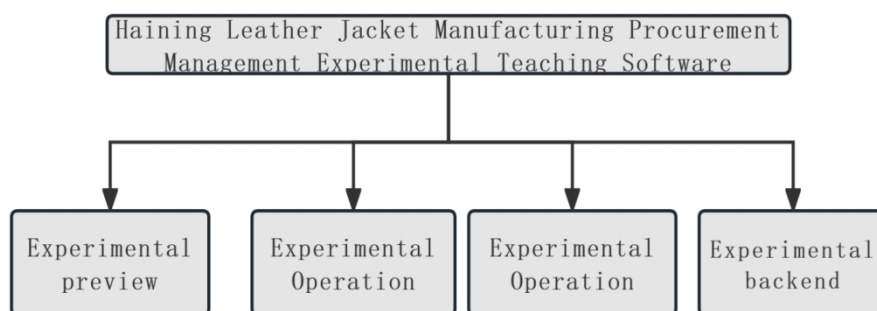 Haining Leather Jacket Manufacturing Procurement
Management Experimental Teaching Software
Experimental
preview
Experimental
Operation
Experimental
Operation
Experimental
backend